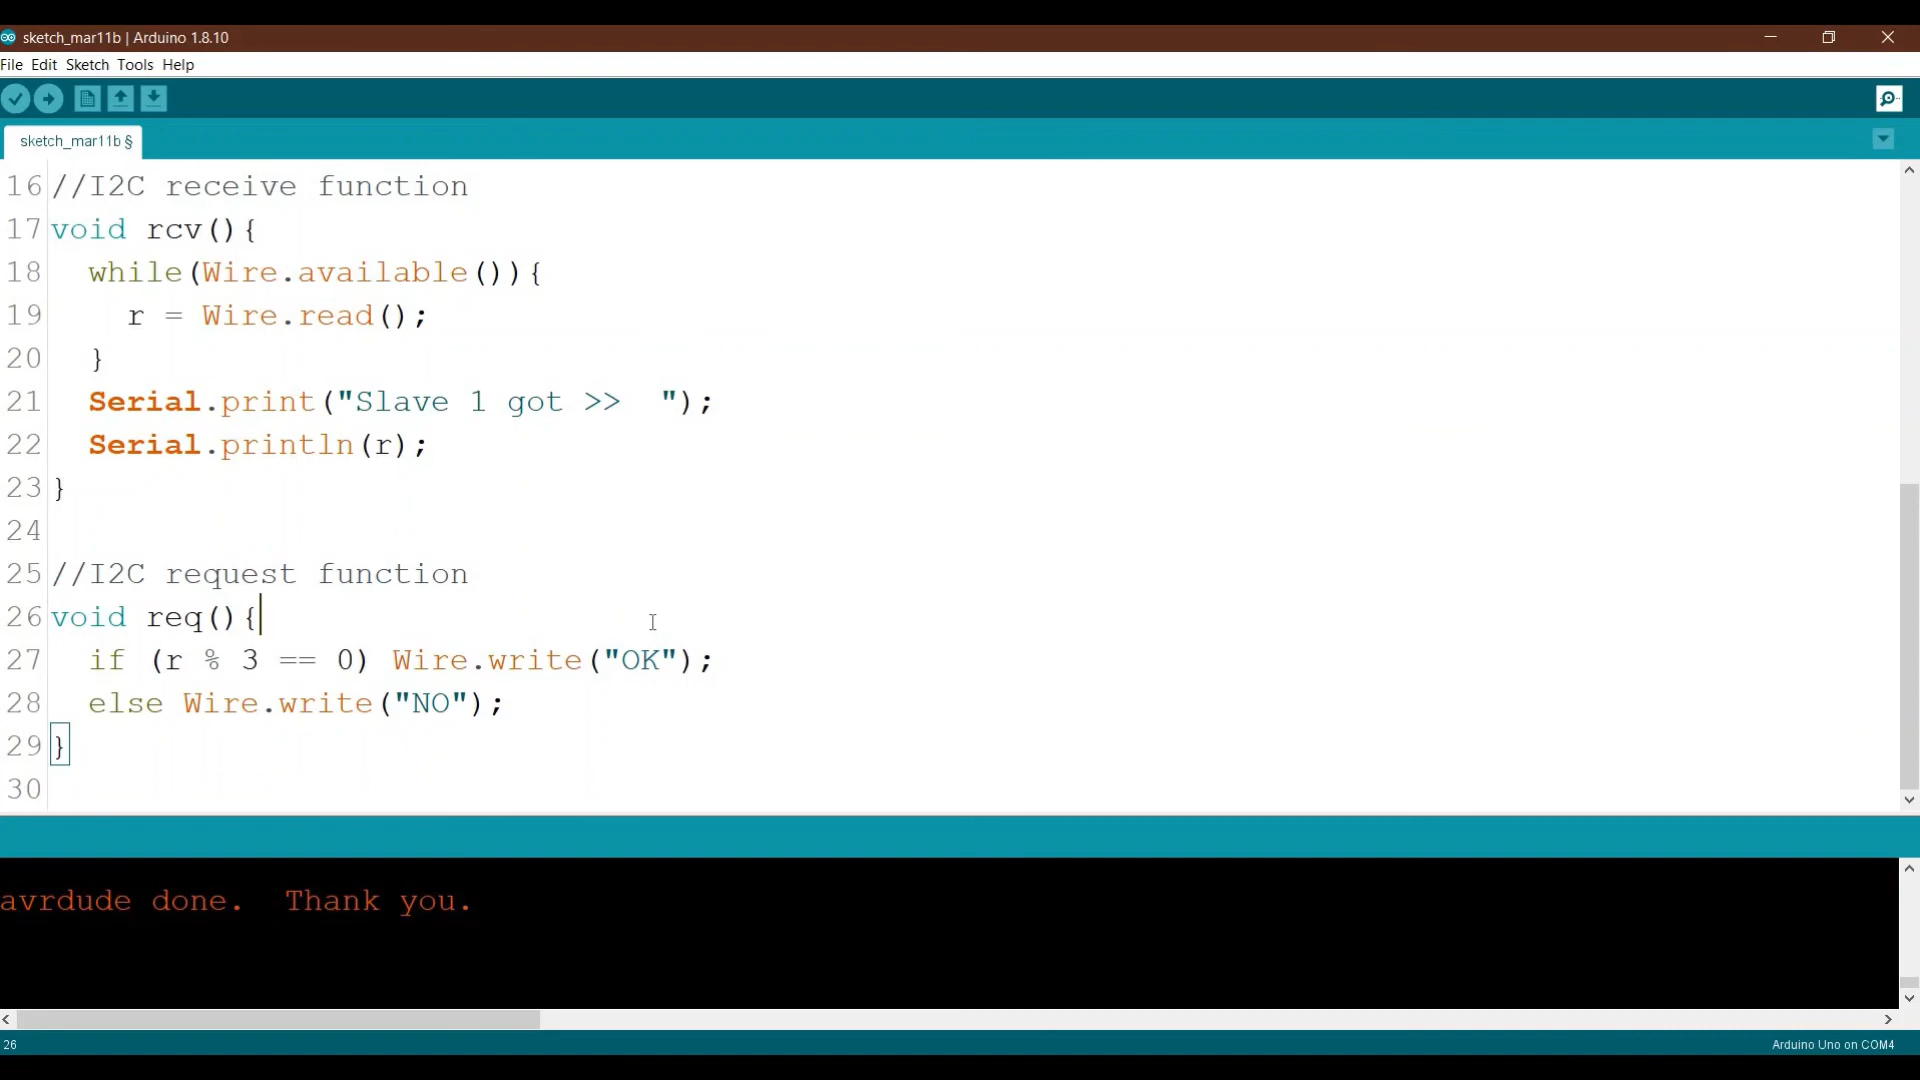 sketch_mar11b | Arduino 1.8.10
File Edit Sketch Tools Help
sketch_mar11b §
16 //I2C receive function
17 void rcv(){
18   while(Wire.available()){
19     r = Wire.read();
20   }
21   Serial.print("Slave 1 got >>  ");
22   Serial.println(r);
23 }
24
25 //I2C request function
26 void req(){
27   if (r % 3 == 0) Wire.write("OK");
28   else Wire.write("NO");
29 }
30
avrdude done.  Thank you.
26 Arduino Uno on COM4